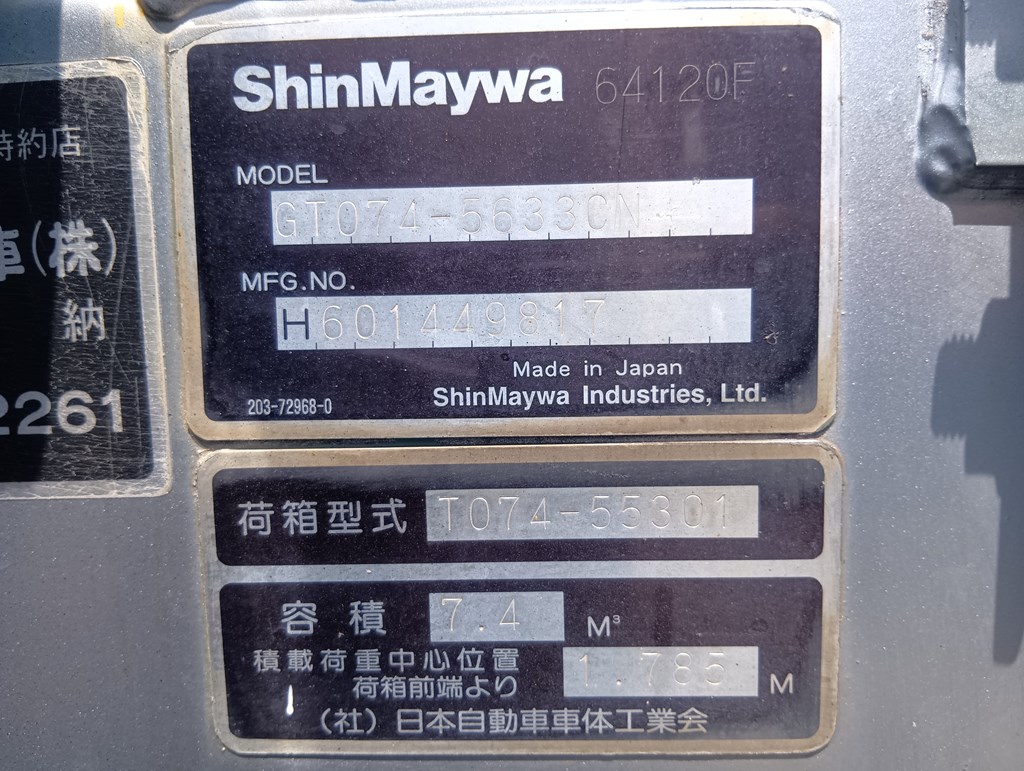 特約店
車(株)
納
2261
ShinMaywa 64120F
MODEL
GT074-5633CN
MFG.NO.
H601449817
Made in Japan
203-72968-0 ShinMaywa Industries, Ltd.
荷箱型式 T074-55301
容積 7.4 M³
積載荷重中心位置
荷箱前端より 1.785 M
(社)日本自動車車体工業会